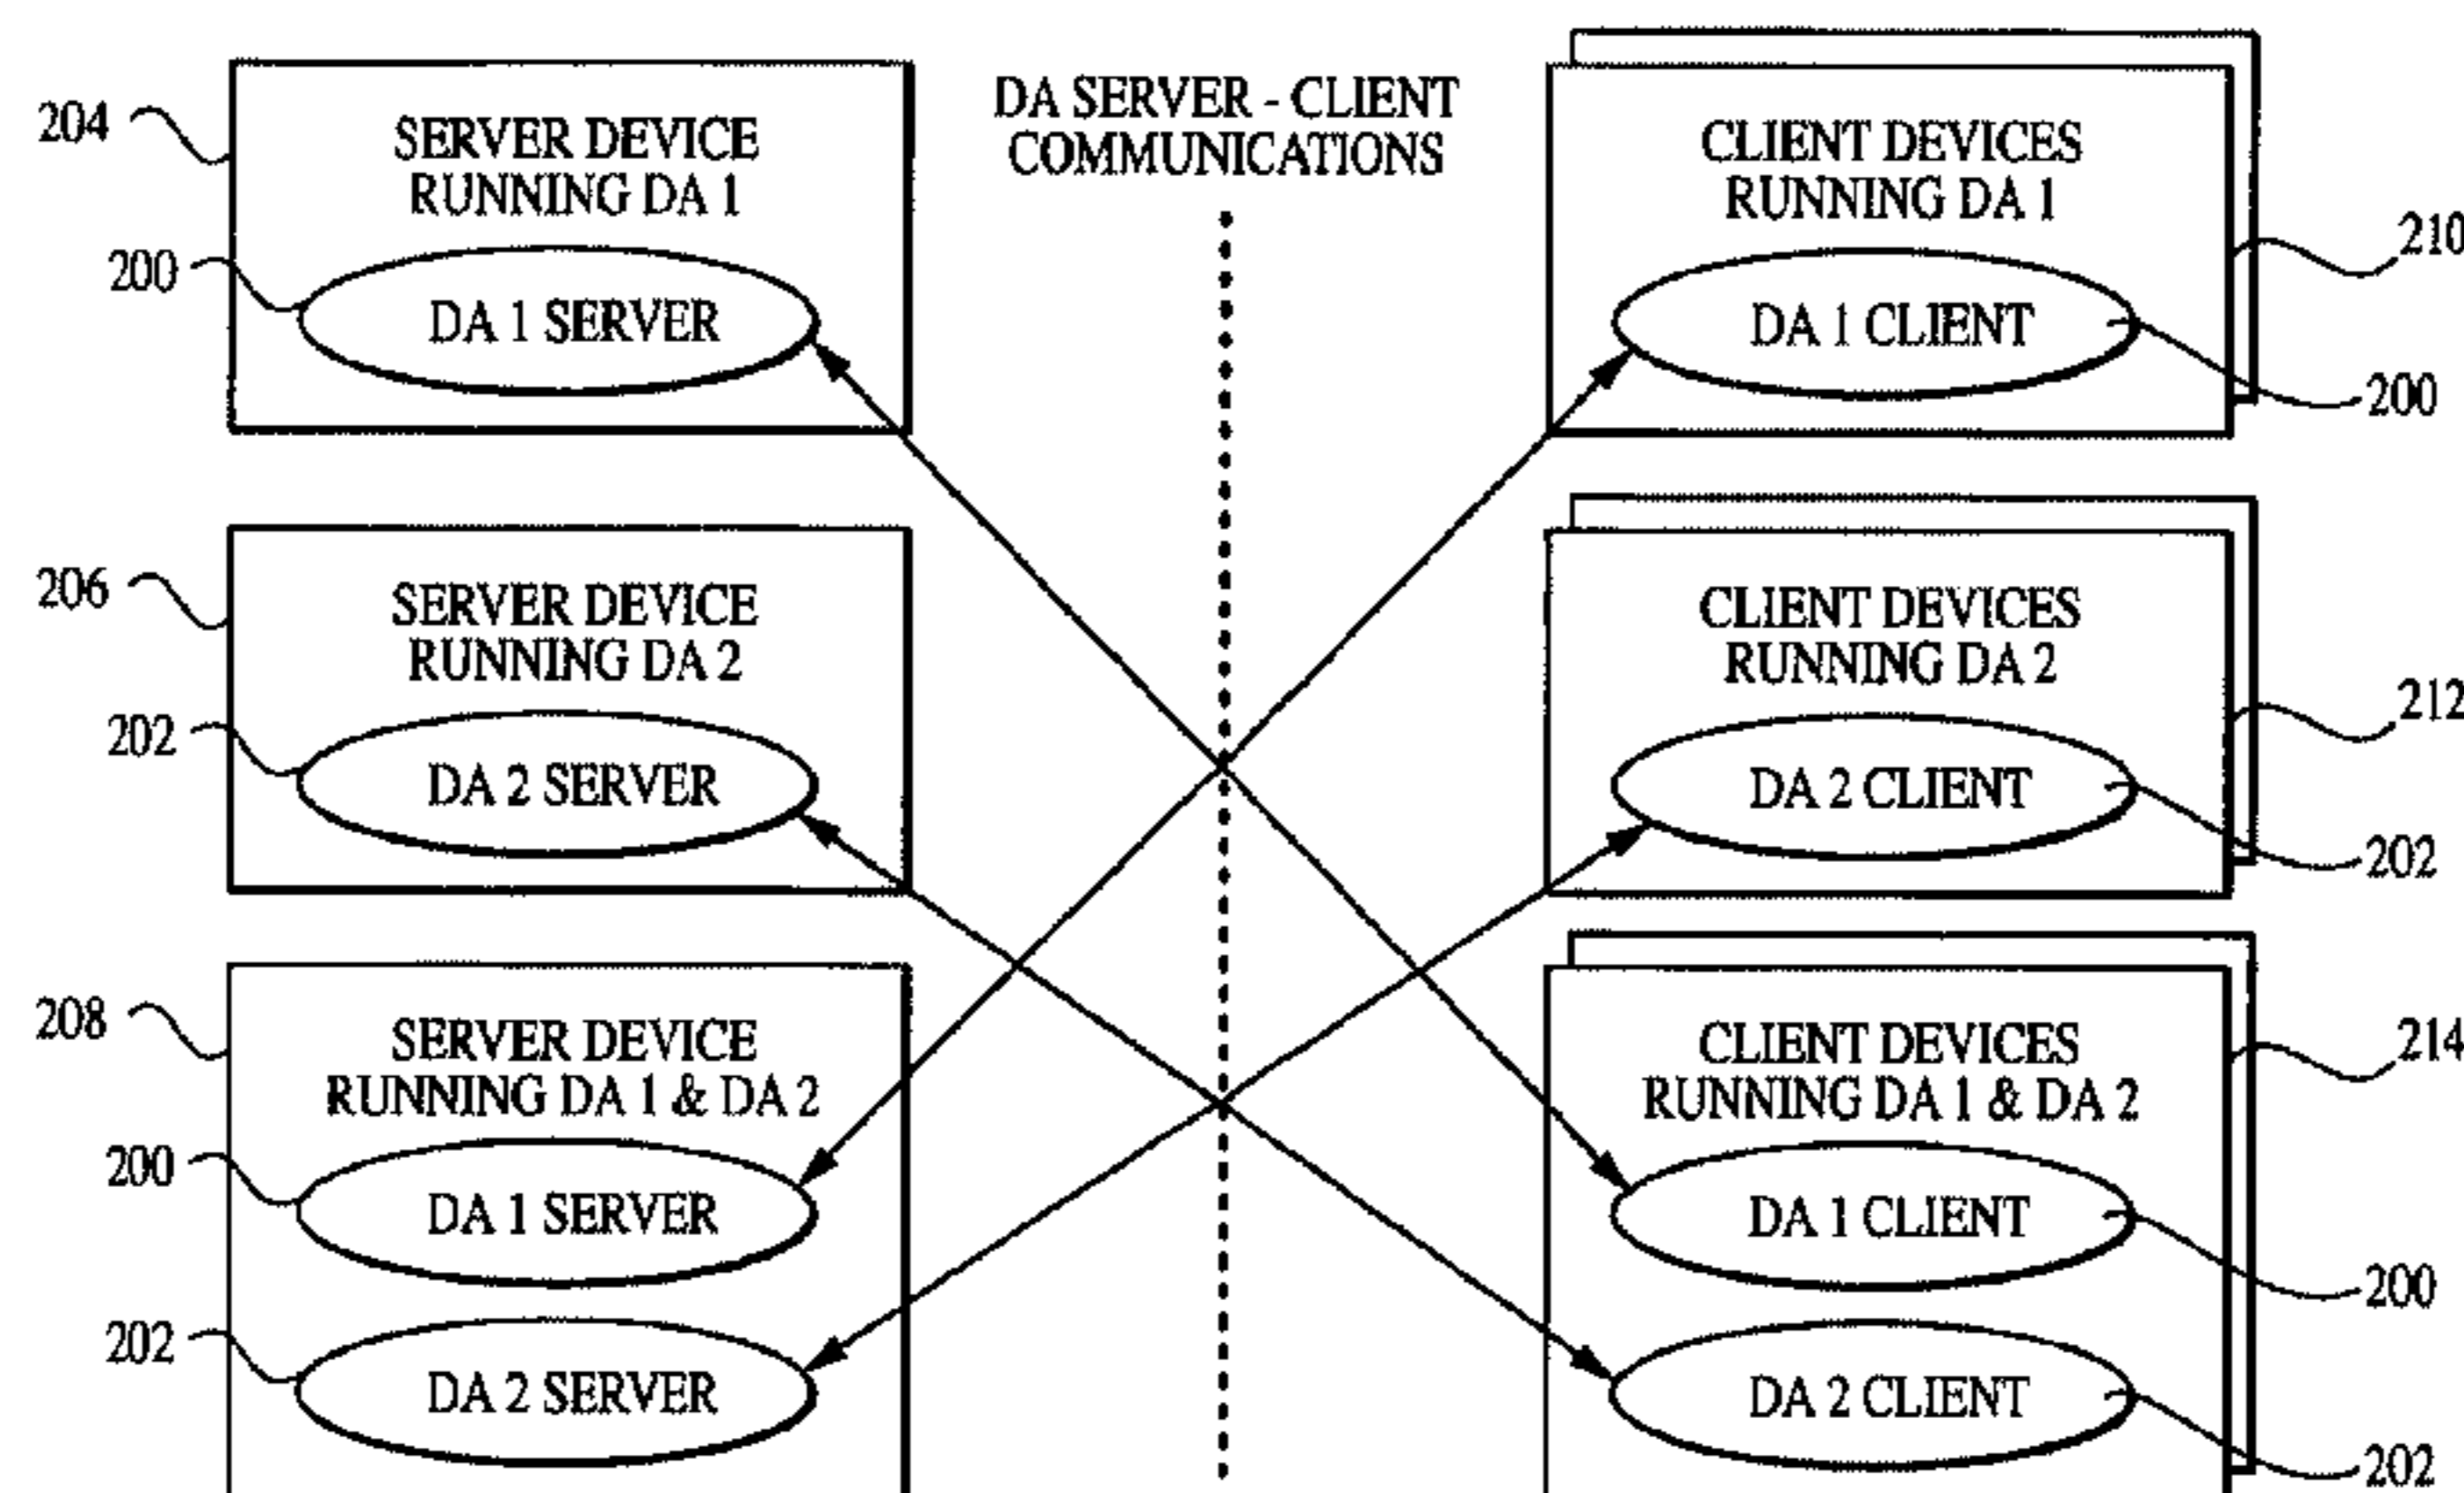 DA SERVER - CLIENT
COMMUNICATIONS
204
SERVER DEVICE
RUNNING DA 1
200
DA 1 SERVER
206
SERVER DEVICE
RUNNING DA 2
202
DA 2 SERVER
208
SERVER DEVICE
RUNNING DA 1 & DA 2
200
DA 1 SERVER
202
DA 2 SERVER
CLIENT DEVICES
RUNNING DA 1
210
DA 1 CLIENT
200
CLIENT DEVICES
RUNNING DA 2
212
DA 2 CLIENT
202
CLIENT DEVICES
RUNNING DA 1 & DA 2
214
DA 1 CLIENT
200
DA 2 CLIENT
202